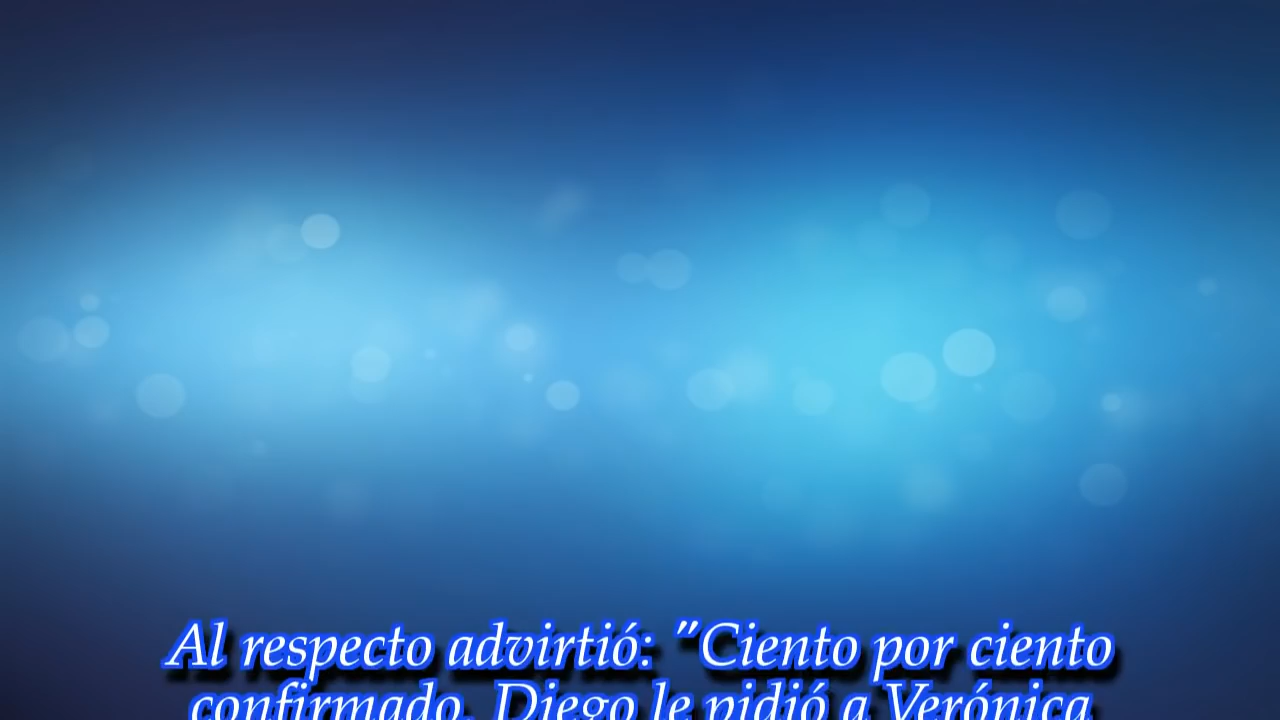 Al respecto advirtió: "Ciento por ciento
confirmado. Diego le pidió a Verónica